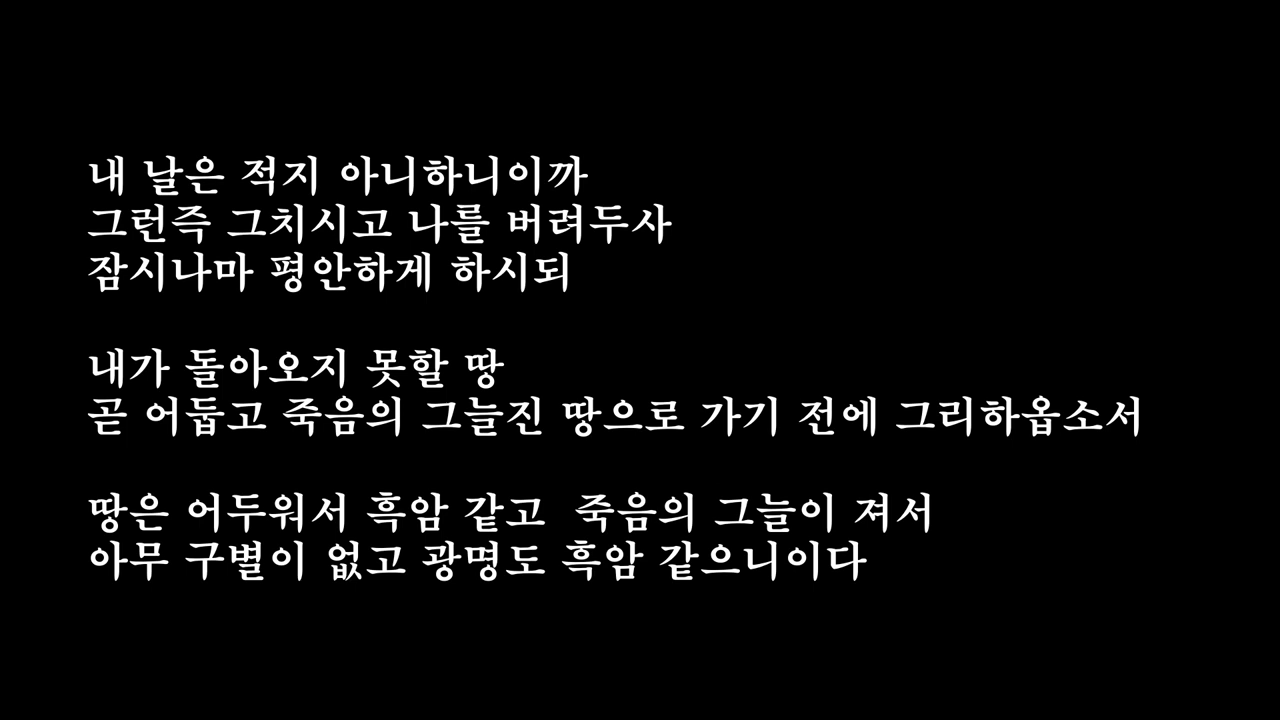 내 날은 적지 아니하니이까
그런즉 그치시고 나를 버려두사
잠시나마 평안하게 하시되
내가 돌아오지 못할 땅
곧 어둡고 죽음의 그늘진 땅으로 가기 전에 그리하옵소서
땅은 어두워서 흑암 같고  죽음의 그늘이 져서
아무 구별이 없고 광명도 흑암 같으니이다